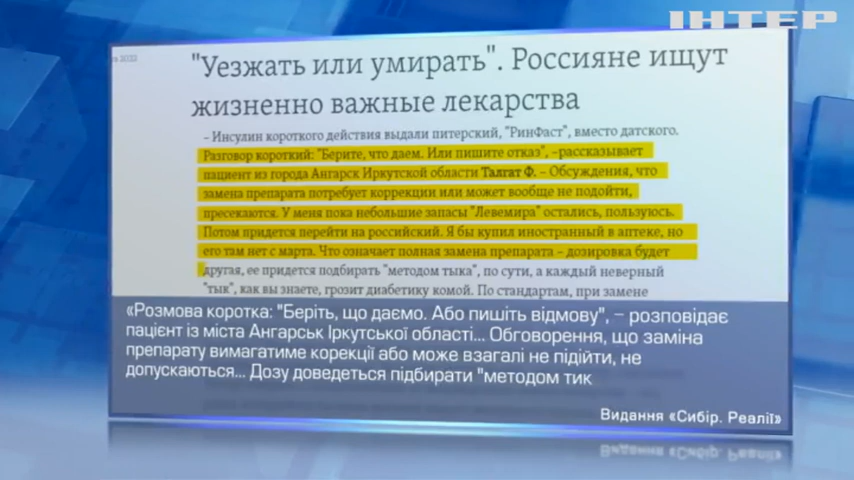 ІНТЕР
"Уезжать или умирать". Россияне ищут
жизненно важные лекарства
– Инсулин короткого действия выдали питерский, "РинФаст", вместо датского.
Разговор короткий: "Берите, что даем. Или пишите отказ", –рассказывает
пациент из города Ангарск Иркутской области Талгат Ф. – Обсуждения, что
замена препарата потребует коррекции или может вообще не подойти,
пресекаются. У меня пока небольшие запасы "Левемира" остались, пользуюсь.
Потом придется перейти на российский. Я бы купил иностранный в аптеке, но
его там нет с марта. Что означает полная замена препарата – дозировка будет
другая, ее придется подбирать "методом тыка", по сути, а каждый неверный
"тык", как вы знаете, грозит диабетику комой. По стандартам, при замене
«Розмова коротка: "Беріть, що даємо. Або пишіть відмову", – розповідає
пацієнт із міста Ангарськ Іркутської області... Обговорення, що заміна
препарату вимагатиме корекції або може взагалі не підійти, не
допускаються... Дозу доведеться підбирати "методом тик
Видання «Сибір. Реалії»